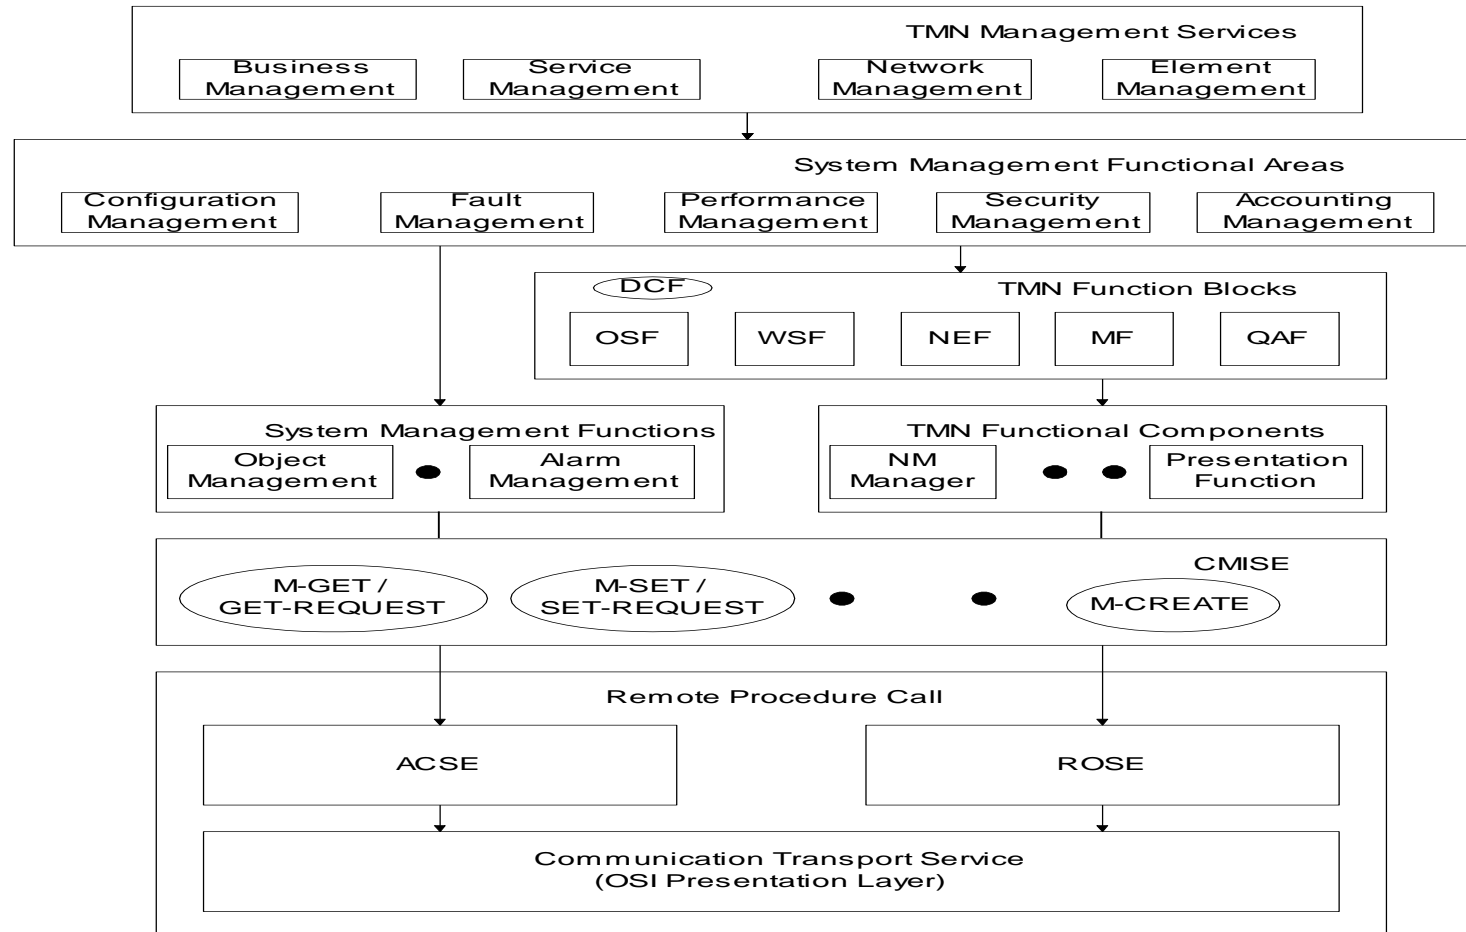 TMN Management Services
Business
Management
Service
Management
Network
Management
Element
Management
System Management Functional Areas
Configuration
Management
Fault
Management
Performance
Management
Security
Management
Accounting
Management
DCF
TMN Function Blocks
OSF
WSF
NEF
MF
QAF
System Management Functions
Object
Management
Alarm
Management
TMN Functional Components
NM
Manager
Presentation
Function
CMISE
M-GET /
GET-REQUEST
M-SET /
SET-REQUEST
M-CREATE
Remote Procedure Call
ACSE
ROSE
Communication Transport Service
(OSI Presentation Layer)